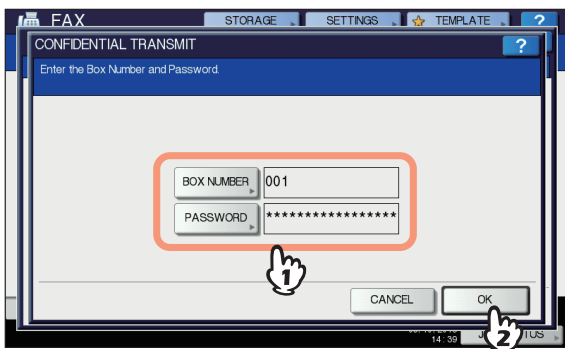 FAX STORAGE SETTINGS TEMPLATE ?
CONFIDENTIAL TRANSMIT ?
Enter the Box Number and Password.
BOX NUMBER 001
PASSWORD *****************
1
CANCEL OK
2
14:39